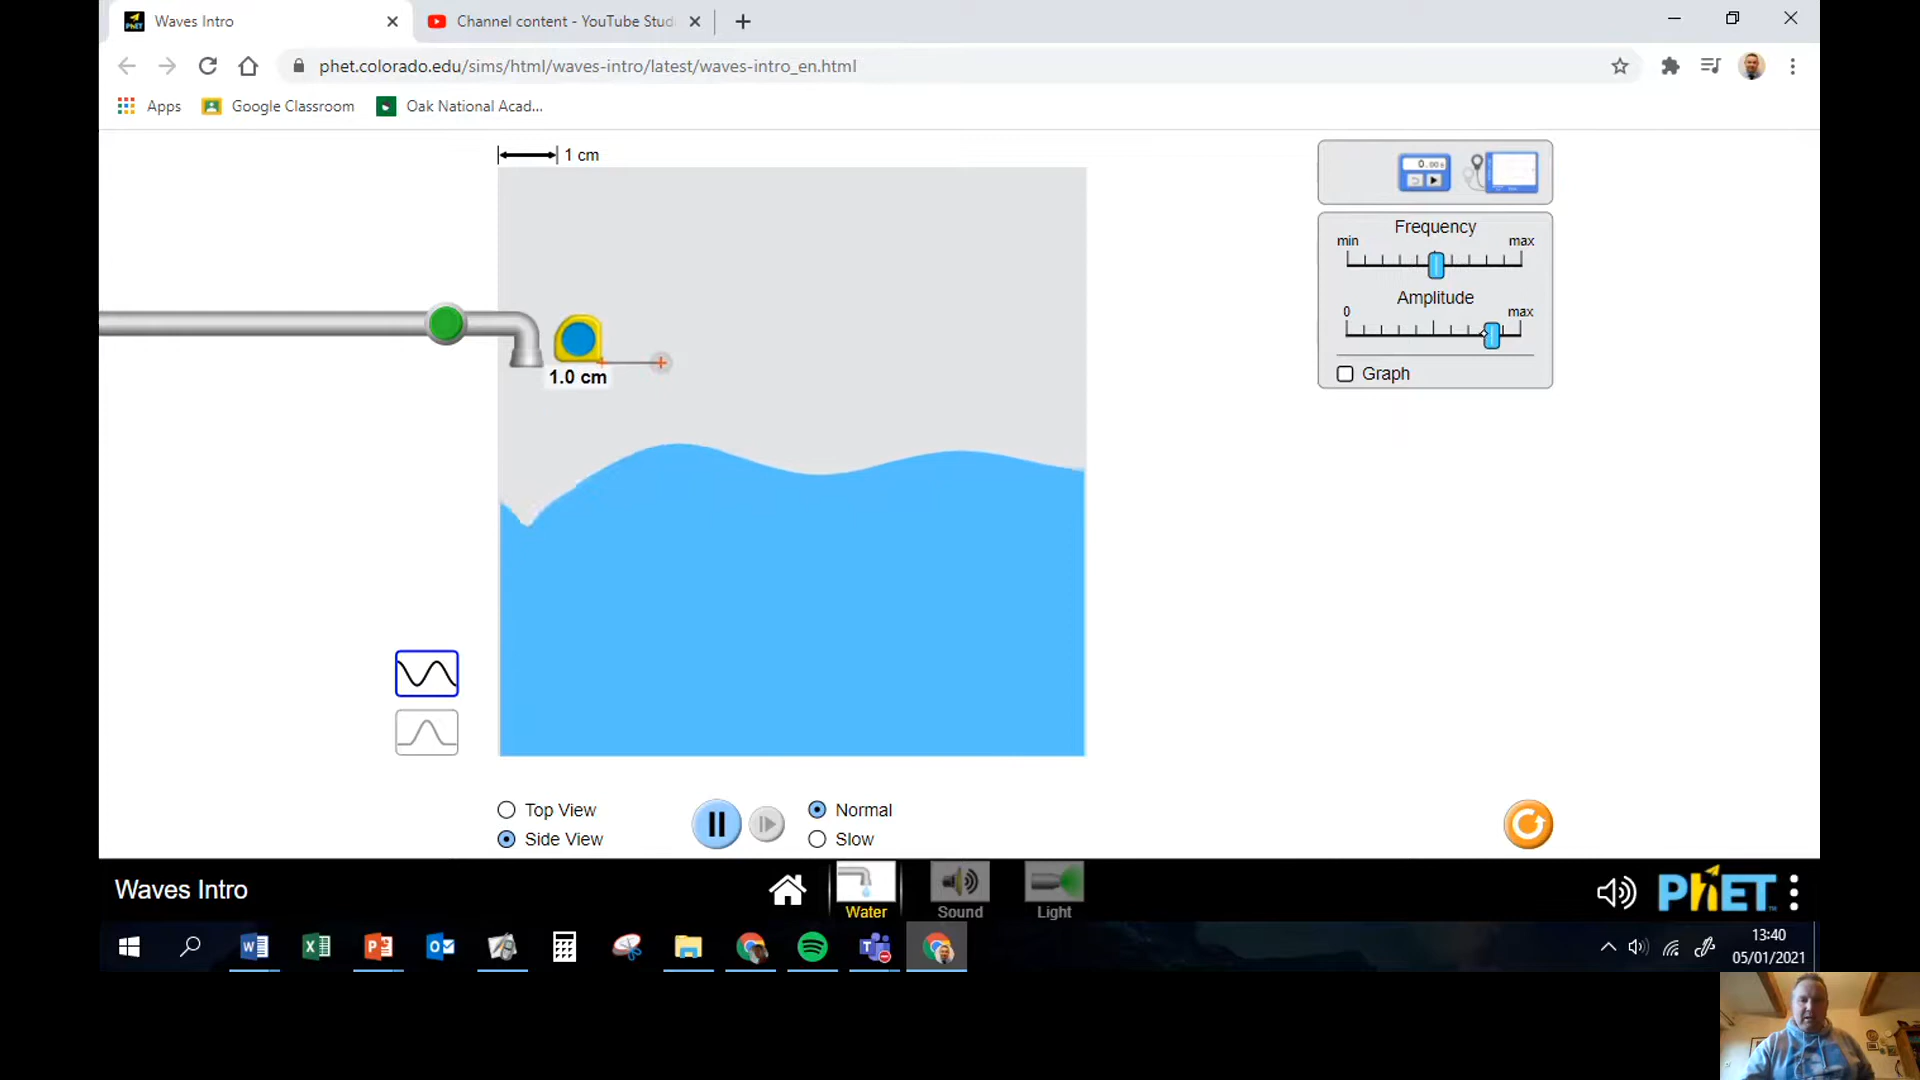 Waves Intro
Channel content - YouTube Stud
phet.colorado.edu/sims/html/waves-intro/latest/waves-intro_en.html
Apps
Google Classroom
Oak National Acad...
1 cm
Frequency
min
max
Amplitude
0
max
Graph
1.0 cm
Top View
Side View
Normal
Slow
Waves Intro
Water
Sound
Light
PhET
13:40
05/01/2021